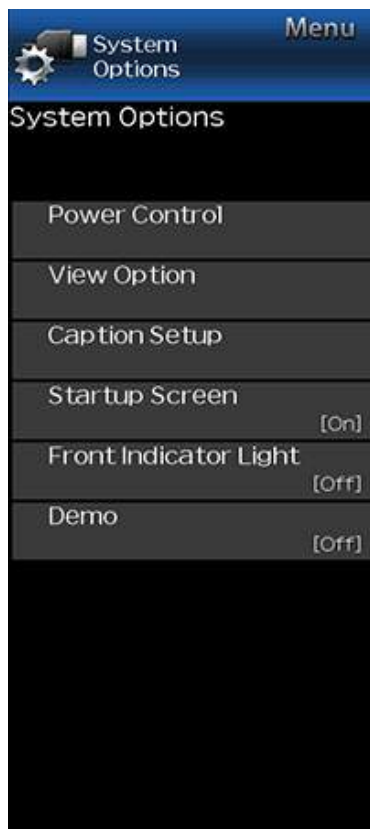 Menu
System
Options
System Options
Power Control
View Option
Caption Setup
Startup Screen
[On]
Front Indicator Light
[Off]
Demo
[Off]